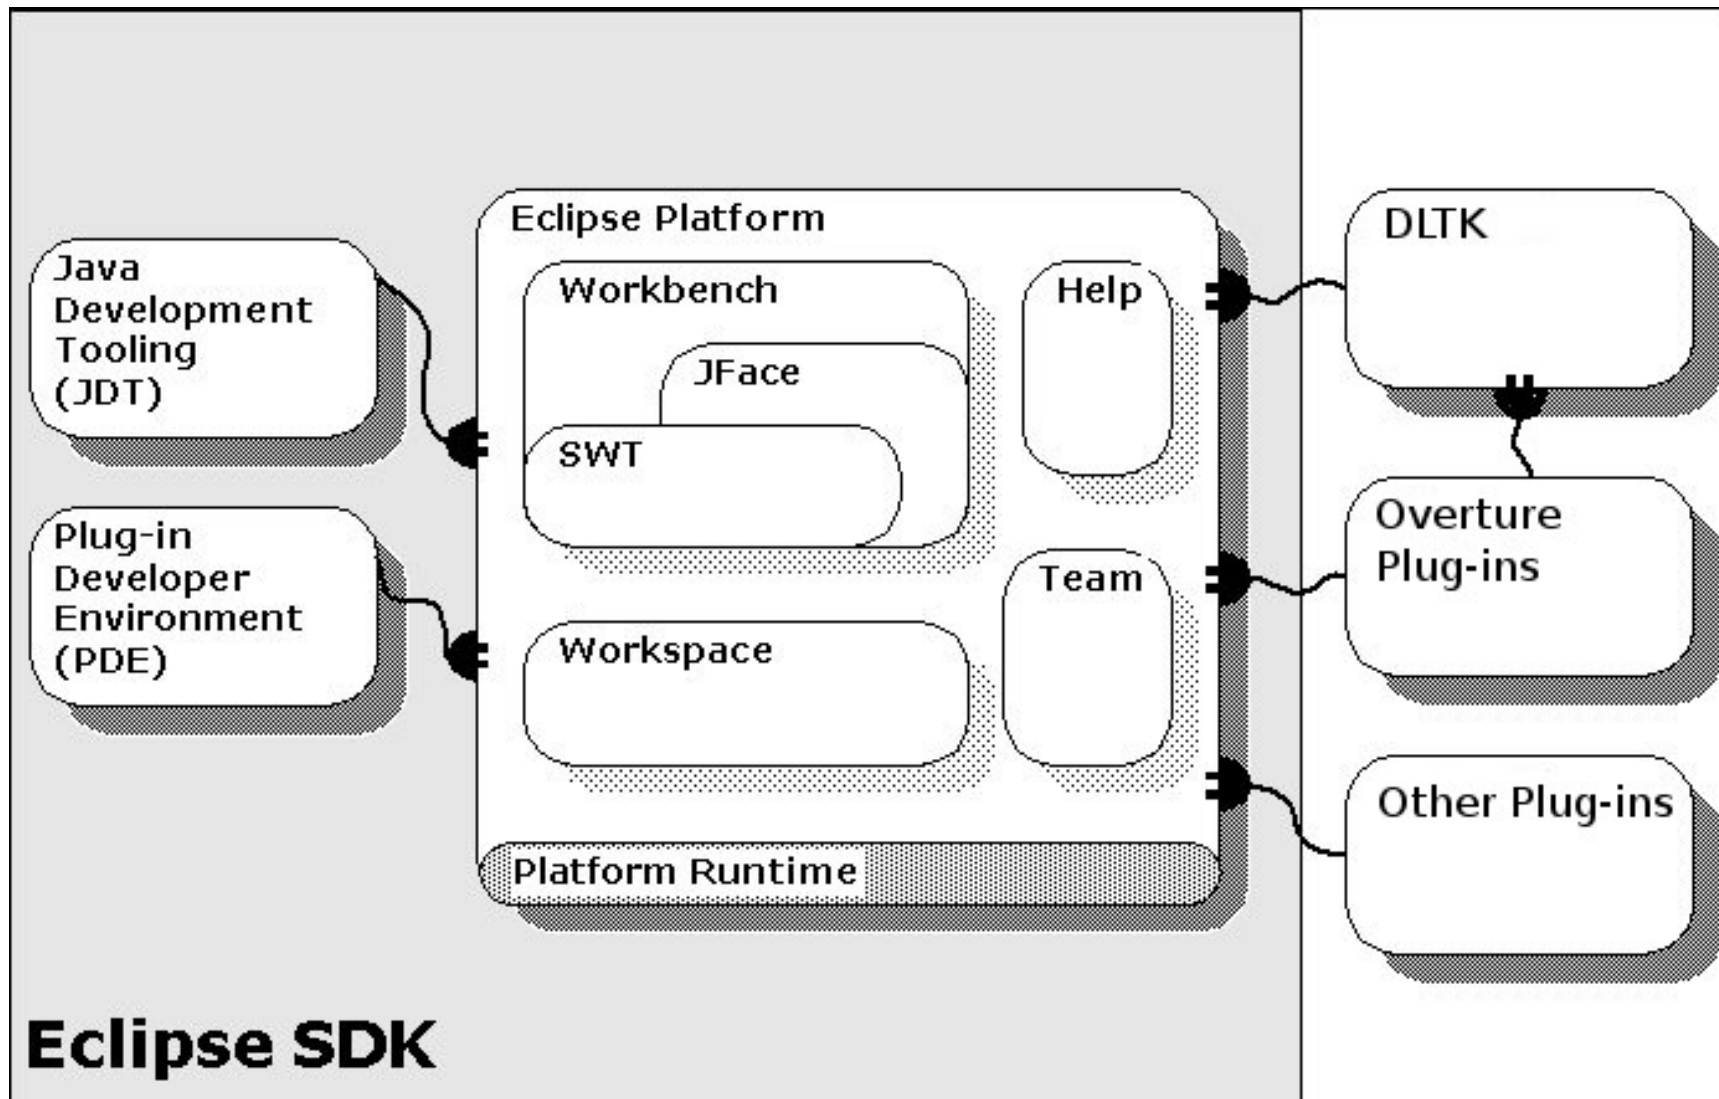 Java
Development
Tooling
(JDT)
Plug-in
Developer
Environment
(PDE)
Eclipse Platform
Workbench
JFace
SWT
Help
Team
Workspace
Platform Runtime
DLTK
Overture
Plug-ins
Other Plug-ins
Eclipse SDK